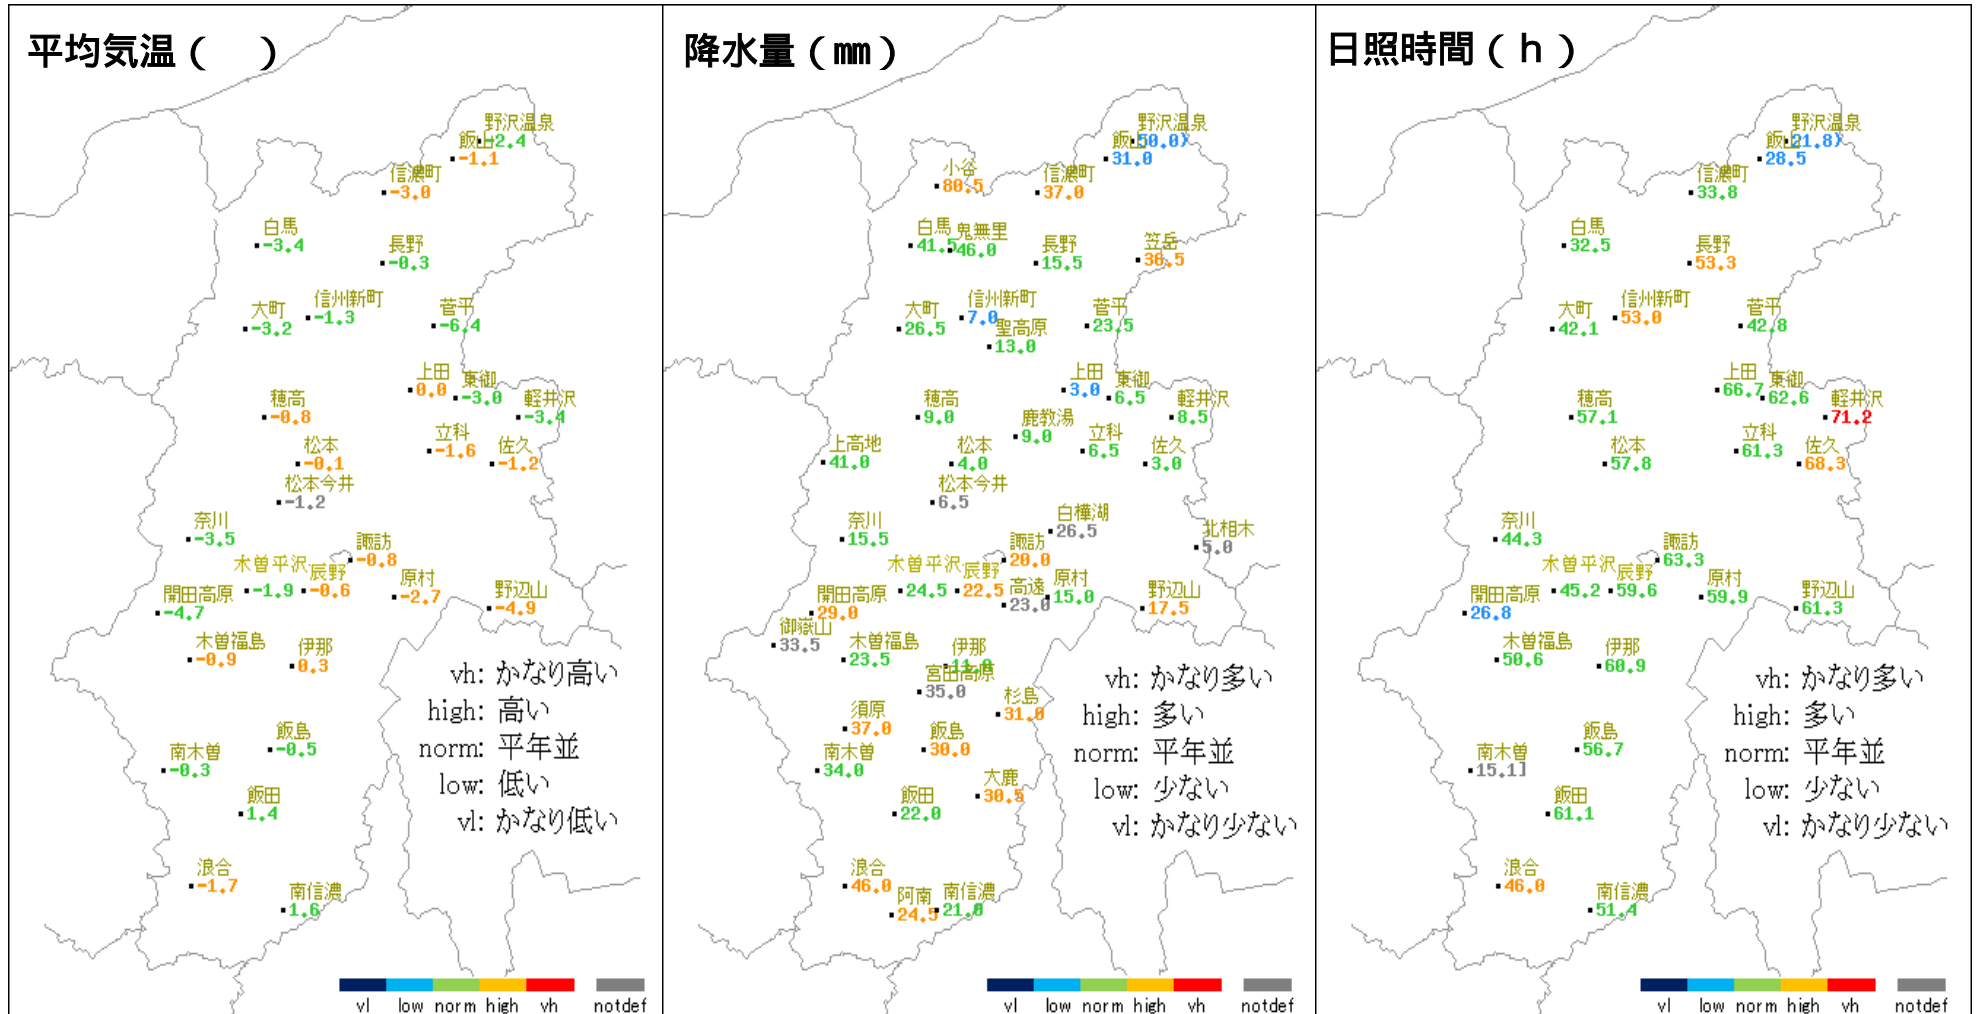 平均気温（　）
野沢温泉
-2.4
飯山
-1.1
信濃町
-3.0
白馬
-3.4
長野
-0.3
大町
-3.2
信州新町
-1.3
菅平
-6.4
上田
0.0
東御
-3.0
軽井沢
-3.4
穂高
-0.8
松本
-0.1
立科
-1.6
佐久
-1.2
松本今井
-1.2
奈川
-3.5
諏訪
-0.8
木曽平沢
-1.9
辰野
-0.6
開田高原
-4.7
原村
-2.7
野辺山
-4.9
木曽福島
-0.9
伊那
0.3
飯島
-0.5
南木曽
-0.3
飯田
1.4
浪合
-1.7
南信濃
1.6
vh: かなり高い
high: 高い
norm: 平年並
low: 低い
vl: かなり低い
vl low norm high vh notdef
降水量（㎜）
野沢温泉
50.0)
飯山
31.0
小谷
80.5
信濃町
37.0
白馬
41.5
鬼無里
46.0
長野
15.5
笠岳
30.5
大町
26.5
信州新町
7.0
聖高原
13.0
菅平
23.5
上田
3.0
東御
6.5
軽井沢
8.5
穂高
9.0
鹿教湯
9.0
上高地
41.0
松本
4.0
立科
6.5
佐久
3.0
松本今井
6.5
奈川
15.5
白樺湖
26.5
北相木
5.0
諏訪
20.0
木曽平沢
24.5
辰野
22.5
高遠
23.0
原村
15.0
開田高原
29.0
野辺山
17.5
御嶽山
33.5
木曽福島
23.5
伊那
11.0
宮田高原
35.0
杉島
31.0
須原
37.0
飯島
30.0
南木曽
34.0
大鹿
30.5
飯田
22.0
浪合
46.0
阿南
24.5
南信濃
21.0
vh: かなり多い
high: 多い
norm: 平年並
low: 少ない
vl: かなり少ない
vl low norm high vh notdef
日照時間（ｈ）
野沢温泉
21.8)
飯山
28.5
信濃町
33.8
白馬
32.5
長野
53.3
大町
42.1
信州新町
53.0
菅平
42.8
上田
66.7
東御
62.6
軽井沢
71.2
穂高
57.1
松本
57.8
立科
61.3
佐久
68.3
奈川
44.3
諏訪
63.3
木曽平沢
45.2
辰野
59.6
開田高原
26.8
原村
59.9
野辺山
61.3
木曽福島
50.6
伊那
60.9
飯島
56.7
南木曽
15.1]
飯田
61.1
浪合
46.0
南信濃
51.4
vh: かなり多い
high: 多い
norm: 平年並
low: 少ない
vl: かなり少ない
vl low norm high vh notdef